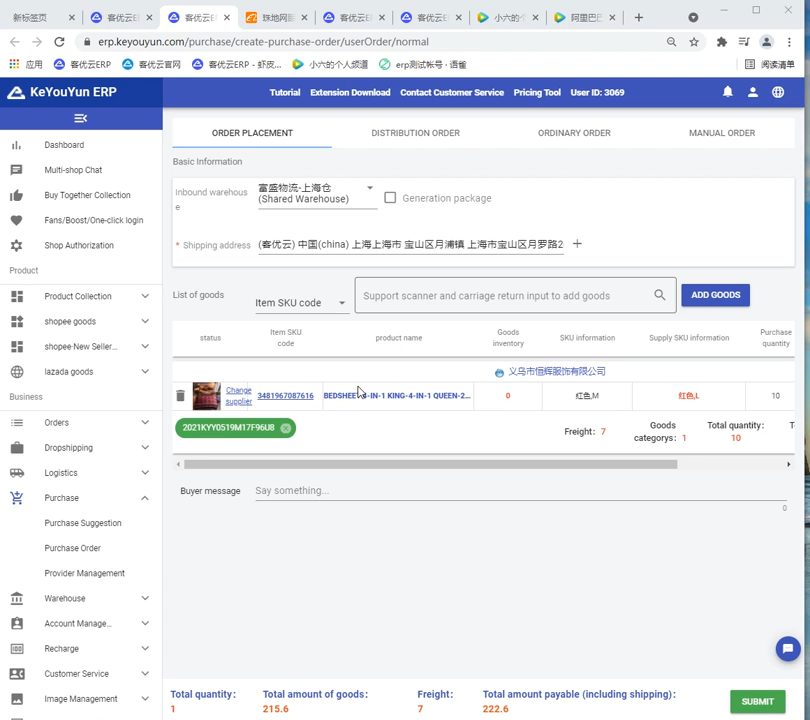 新标签页
客优云ER
客优云ER
珠地网
客优云ER
客优云ER
小六的个
阿里巴巴
erp.keyouyun.com/purchase/create-purchase-order/userOrder/normal
应用
客优云ERP
客优云官网
客优云ERP - 虾皮...
小六的个人频道
erp测试帐号 · 语雀
阅读清单
KeYouYun ERP
Tutorial
Extension Download
Contact Customer Service
Pricing Tool
User ID: 3069
Dashboard
Multi-shop Chat
Buy Together Collection
Fans/Boost/One-click login
Shop Authorization
Product
Product Collection
shopee goods
shopee·New Seller...
lazada goods
Business
Orders
Dropshipping
Logistics
Purchase
Purchase Suggestion
Purchase Order
Provider Management
Warehouse
Account Manage...
Recharge
Customer Service
Image Management
ORDER PLACEMENT
DISTRIBUTION ORDER
ORDINARY ORDER
MANUAL ORDER
Basic Information
Inbound warehous
e
富盛物流-上海仓
(Shared Warehouse)
Generation package
* Shipping address
(客优云) 中国(china) 上海上海市 宝山区月浦镇 上海市宝山区月罗路2
List of goods
Item SKU code
Support scanner and carriage return input to add goods
ADD GOODS
status
Item SKU
code
product name
Goods
inventory
SKU information
Supply SKU information
Purchase
quantity
义乌市恒辉服饰有限公司
Change
supplier
3481967087616
0
红色,M
红色,L
10
2021KYY0519M17F96U8
Freight: 7
Goods
categorys: 1
Total quantity:
10
Buyer message
Say something...
0
Total quantity:
1
Total amount of goods:
215.6
Freight:
7
Total amount payable (including shipping):
222.6
SUBMIT